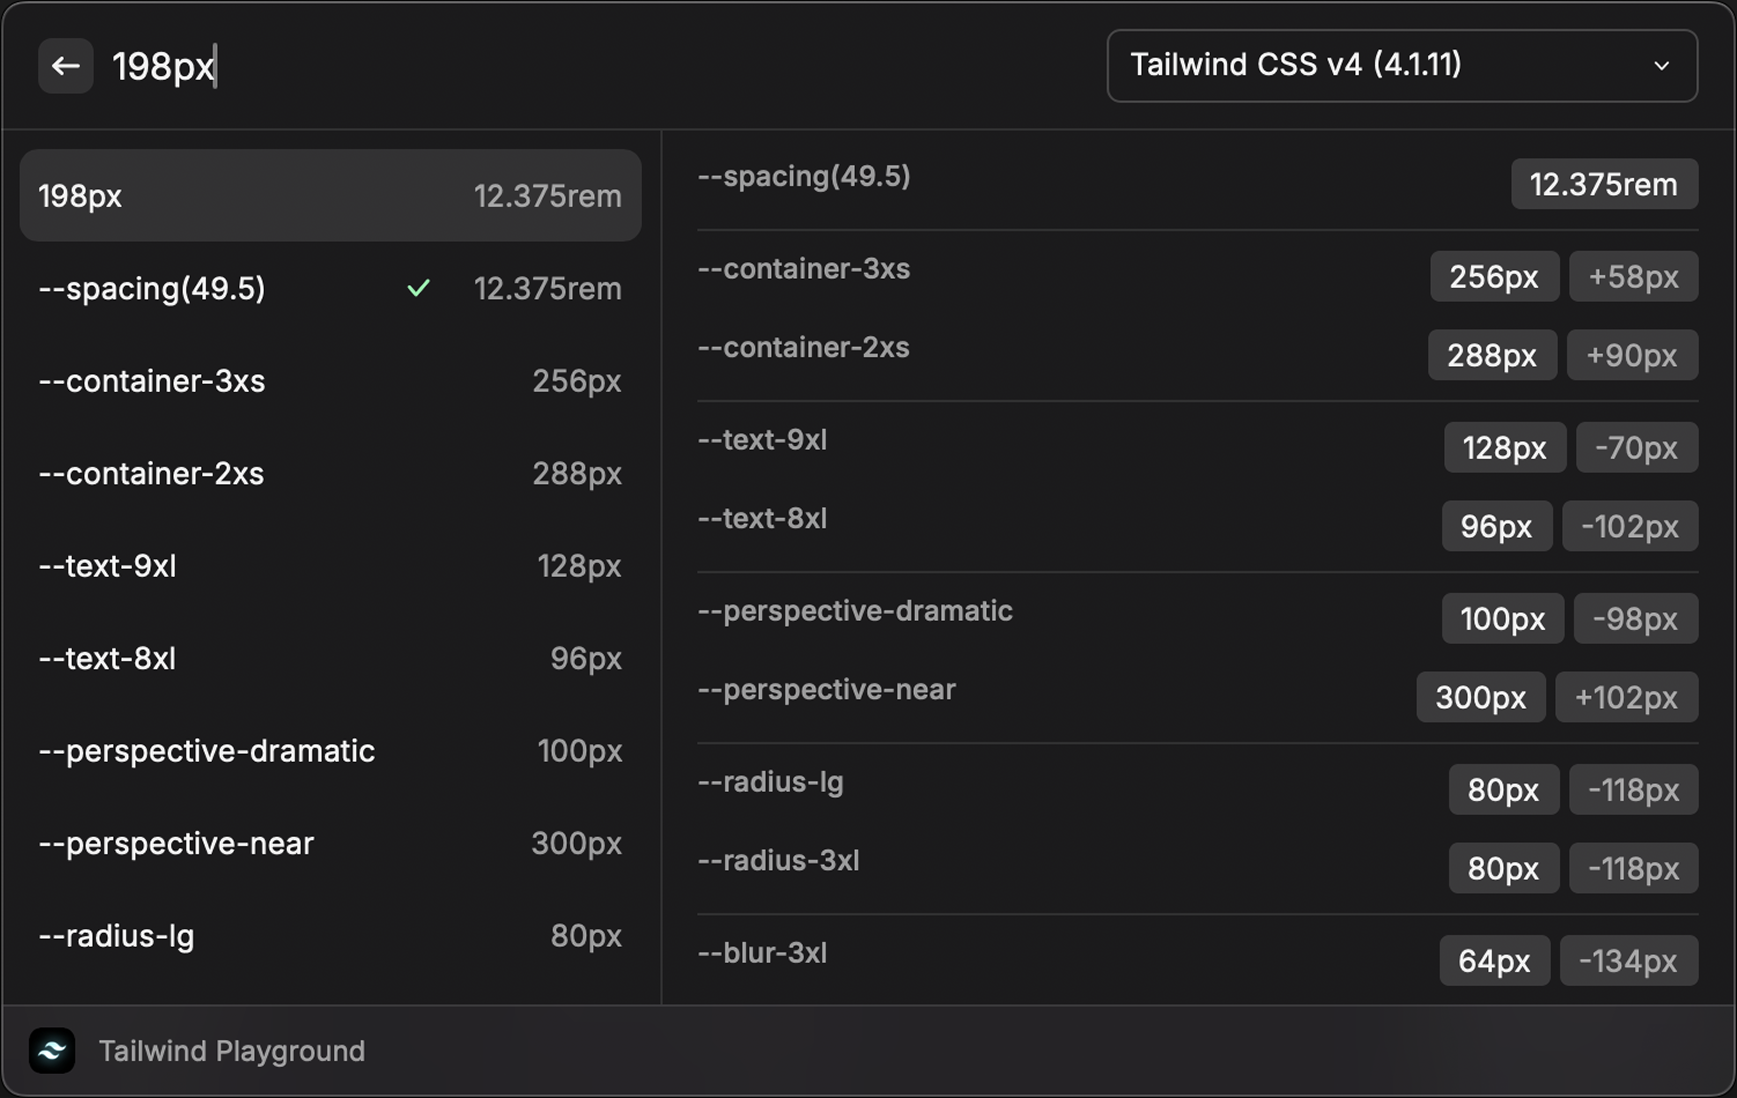 198px
Tailwind CSS v4 (4.1.11)
198px 12.375rem
--spacing(49.5) 12.375rem
--container-3xs 256px
--container-2xs 288px
--text-9xl 128px
--text-8xl 96px
--perspective-dramatic 100px
--perspective-near 300px
--radius-lg 80px
--spacing(49.5) 12.375rem
--container-3xs 256px +58px
--container-2xs 288px +90px
--text-9xl 128px -70px
--text-8xl 96px -102px
--perspective-dramatic 100px -98px
--perspective-near 300px +102px
--radius-lg 80px -118px
--radius-3xl 80px -118px
--blur-3xl 64px -134px
Tailwind Playground